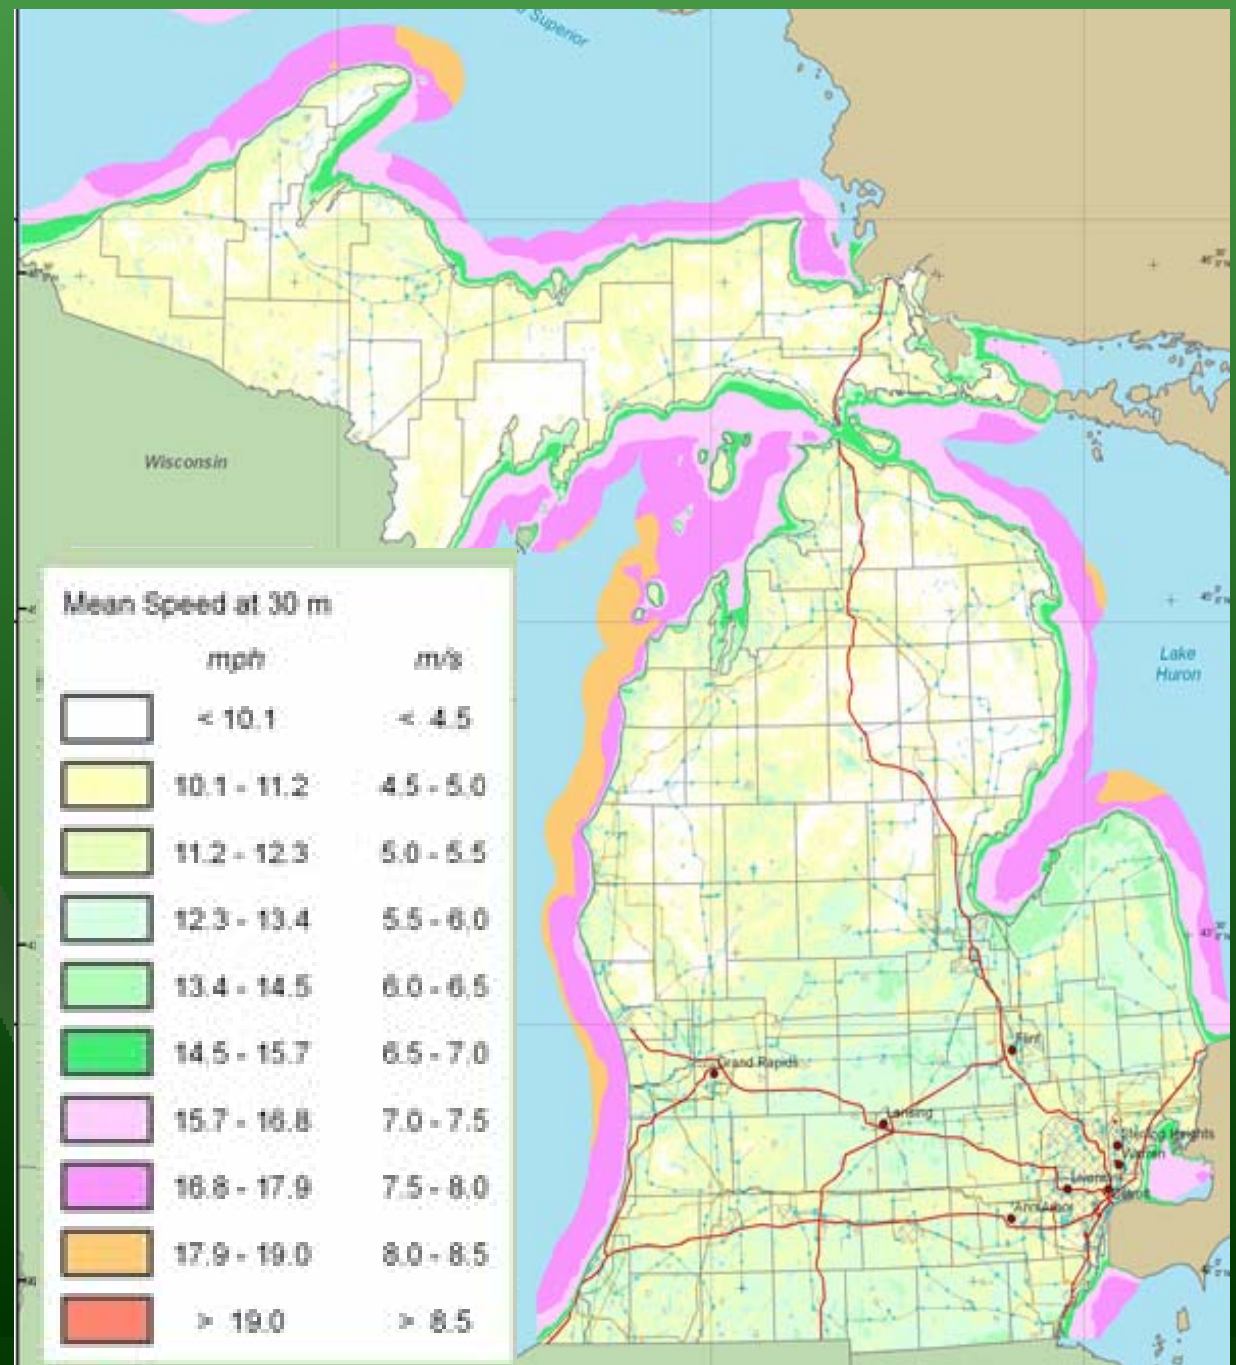 Superior
Wisconsin
Lake
Huron
Mean Speed at 30 m
mph m/s
< 10.1 < 4.5
10.1 - 11.2 4.5 - 5.0
11.2 - 12.3 5.0 - 5.5
12.3 - 13.4 5.5 - 6.0
13.4 - 14.5 6.0 - 6.5
14.5 - 15.7 6.5 - 7.0
15.7 - 16.8 7.0 - 7.5
16.8 - 17.9 7.5 - 8.0
17.9 - 19.0 8.0 - 8.5
> 19.0 > 8.5
Flint
Grand Rapids
Lansing
Sterling Heights
Warren
Ann Arbor